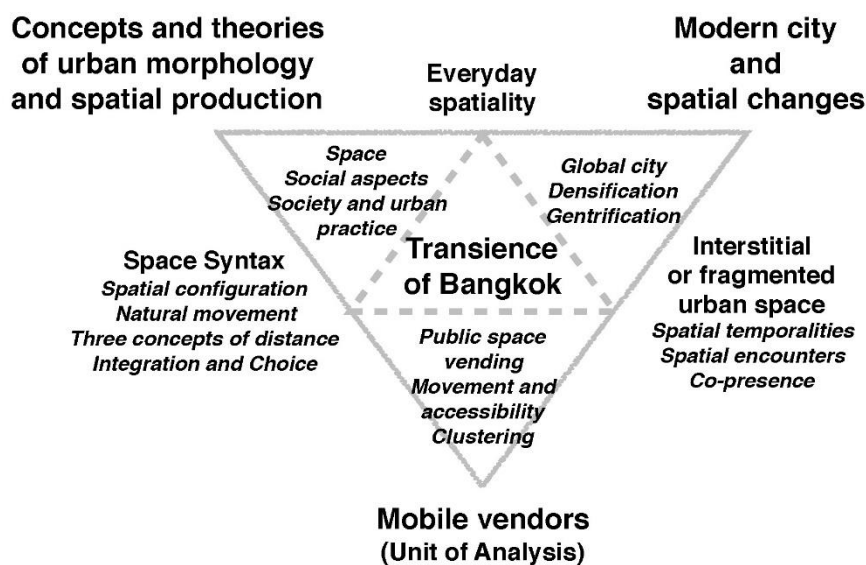 Concepts and theories
of urban morphology
and spatial production
Everyday
spatiality
Modern city
and
spatial changes
Space
Social aspects
Society and urban
practice
Global city
Densification
Gentrification
Transience
of Bangkok
Space Syntax
Spatial configuration
Natural movement
Three concepts of distance
Integration and Choice
Interstitial
or fragmented
urban space
Spatial temporalities
Spatial encounters
Co-presence
Public space
vending
Movement and
accessibility
Clustering
Mobile vendors
(Unit of Analysis)